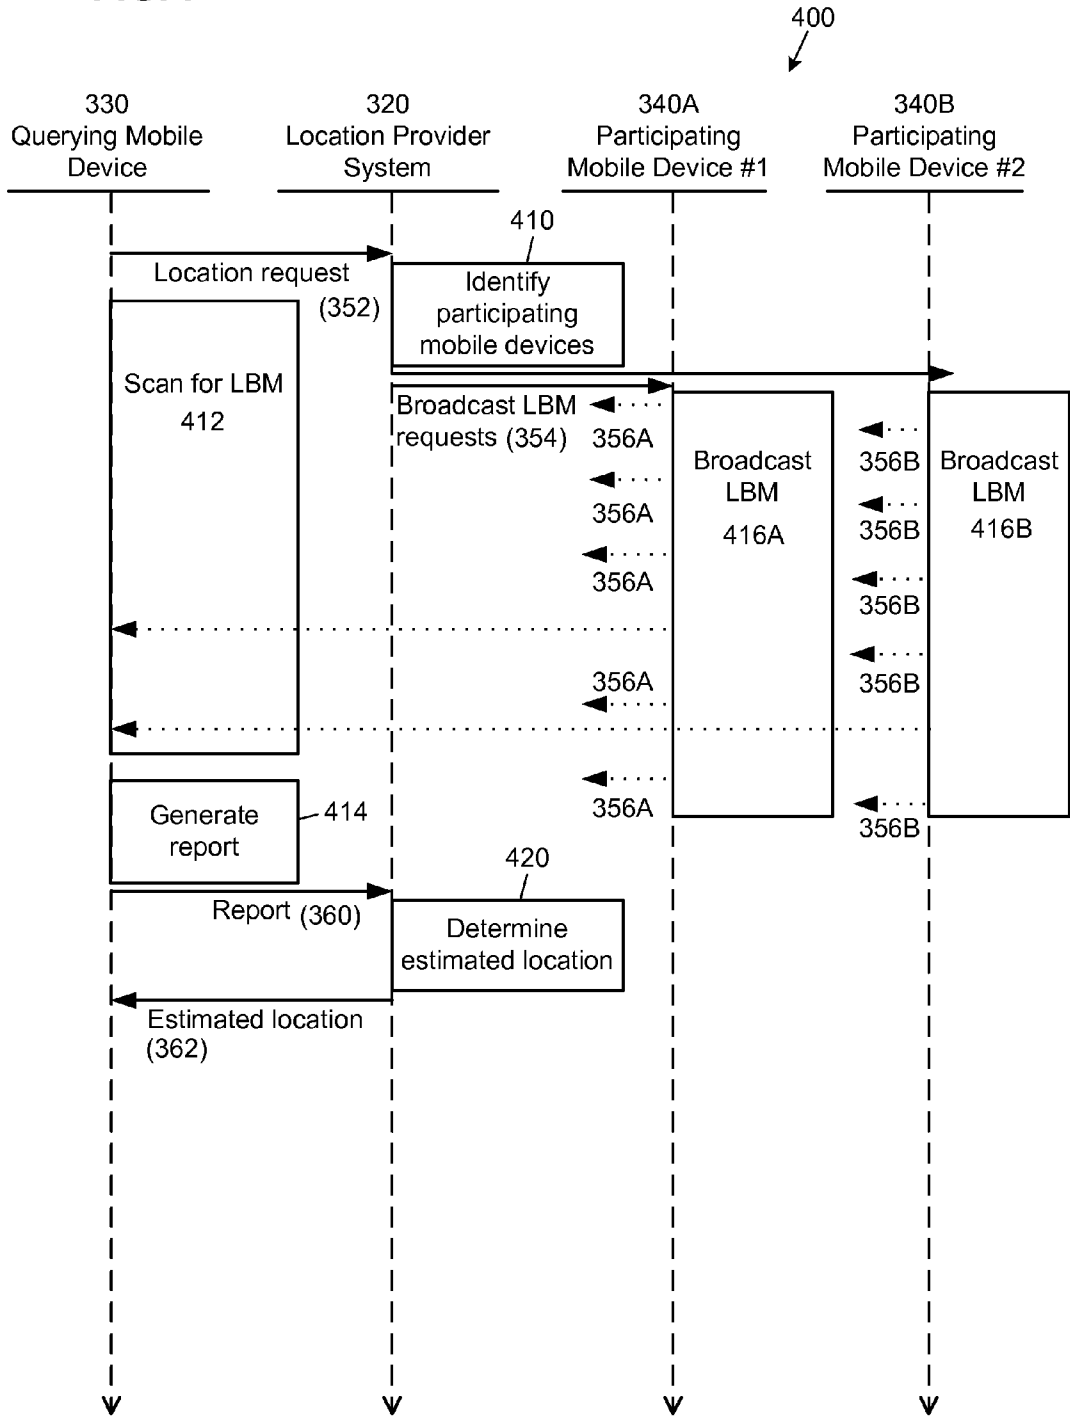 400
330
Querying Mobile
Device
320
Location Provider
System
340A
Participating
Mobile Device #1
340B
Participating
Mobile Device #2
Location request
(352)
410
Identify
participating
mobile devices
Scan for LBM
412
Broadcast LBM
requests (354)
356A
356A
356A
356A
356A
Broadcast
LBM
416A
356B
356B
356B
356B
356B
Broadcast
LBM
416B
Generate
report
414
Report (360)
420
Determine
estimated location
Estimated location
(362)